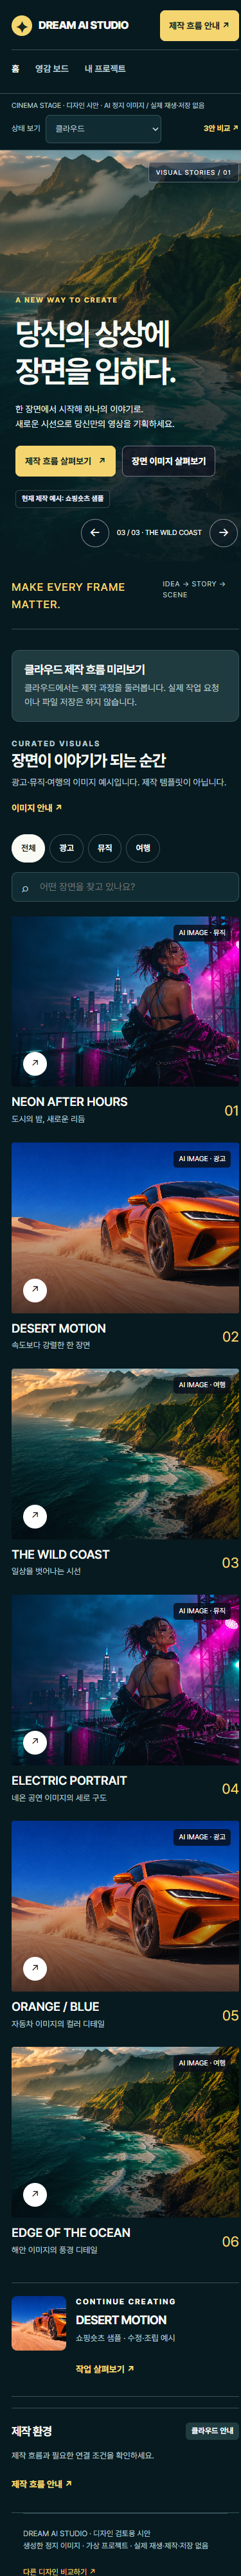 DREAM AI STUDIO
제작 흐름 안내 ↗
홈 영감 보드 내 프로젝트
CINEMA STAGE · 디자인 시안 · AI 정지 이미지 / 실제 재생·저장 없음
상태 보기 클라우드 3안 비교 ↗
VISUAL STORIES / 01
A NEW WAY TO CREATE
당신의 상상에
장면을 입히다.
한 장면에서 시작해 하나의 이야기로.
새로운 시선으로 당신만의 영상을 기획하세요.
제작 흐름 살펴보기 ↗ 장면 이미지 살펴보기
현재 제작 예시: 쇼핑숏츠 샘플
← 03 / 03 · THE WILD COAST →
MAKE EVERY FRAME
MATTER.
IDEA → STORY →
SCENE
클라우드 제작 흐름 미리보기
클라우드에서는 제작 과정을 둘러봅니다. 실제 작업 요청
이나 파일 저장은 하지 않습니다.
CURATED VISUALS
장면이 이야기가 되는 순간
광고·뮤직·여행의 이미지 예시입니다. 제작 템플릿이 아닙니다.
이미지 안내 ↗
전체 광고 뮤직 여행
어떤 장면을 찾고 있나요?
AI IMAGE · 뮤직
↗
NEON AFTER HOURS
도시의 밤, 새로운 리듬
01
AI IMAGE · 광고
↗
DESERT MOTION
속도보다 강렬한 한 장면
02
AI IMAGE · 여행
↗
THE WILD COAST
일상을 벗어나는 시선
03
AI IMAGE · 뮤직
↗
ELECTRIC PORTRAIT
네온 공연 이미지의 세로 구도
04
AI IMAGE · 광고
↗
ORANGE / BLUE
자동차 이미지의 컬러 디테일
05
AI IMAGE · 여행
↗
EDGE OF THE OCEAN
해안 이미지의 풍경 디테일
06
CONTINUE CREATING
DESERT MOTION
쇼핑숏츠 샘플 · 수정·조립 예시
작업 살펴보기 ↗
제작 환경
클라우드 안내
제작 흐름과 필요한 연결 조건을 확인하세요.
제작 흐름 안내 ↗
DREAM AI STUDIO · 디자인 검토용 시안
생성한 정지 이미지 · 가상 프로젝트 · 실제 재생·제작·저장 없음
다른 디자인 비교하기 ↗